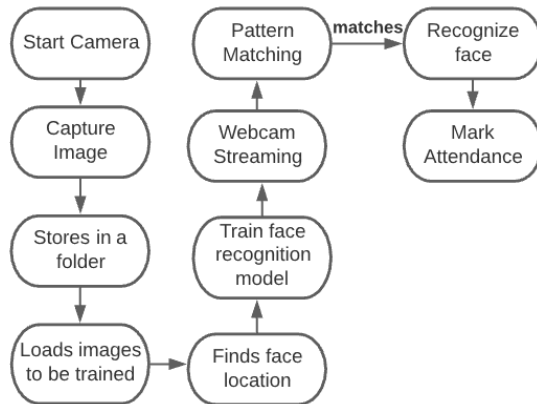 Start Camera
Capture
Image
Stores in a
folder
Loads images
to be trained
Finds face
location
Train face
recognition
model
Webcam
Streaming
Pattern
Matching
matches
Recognize
face
Mark
Attendance